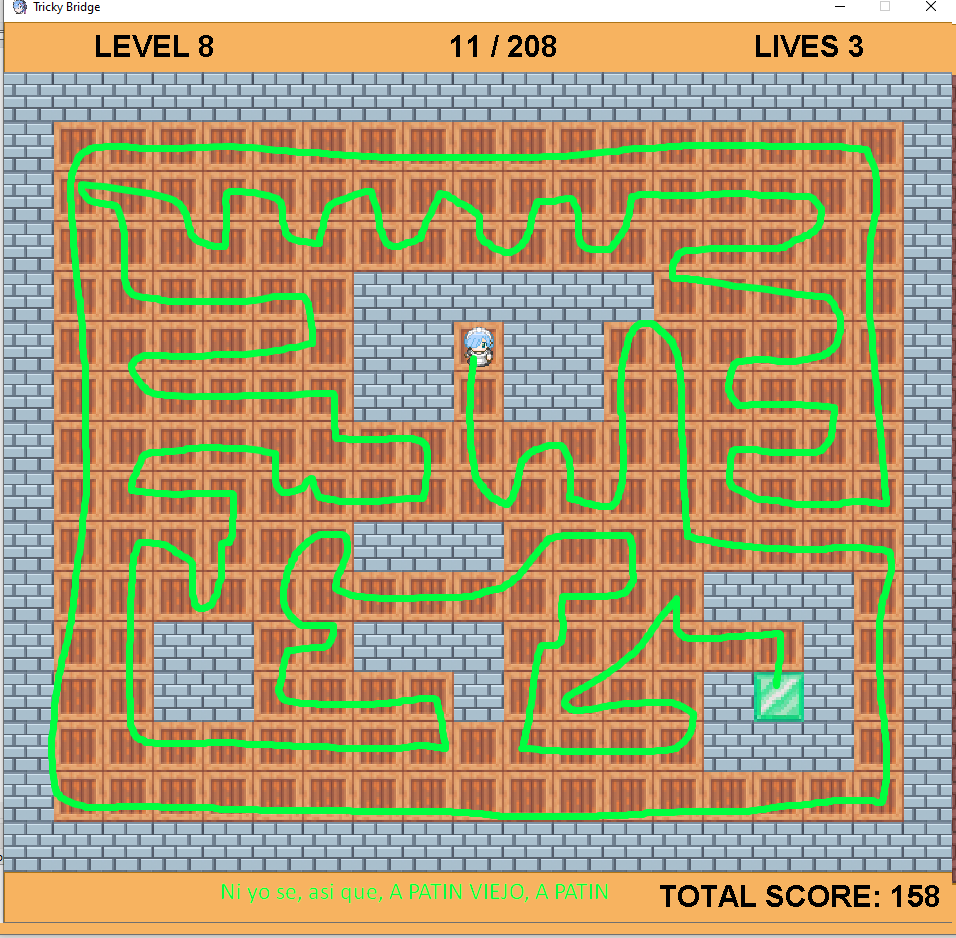 Tricky Bridge
LEVEL 8 11 / 208 LIVES 3
Ni yo se, asi que, A PATIN VIEJO, A PATIN
TOTAL SCORE: 158